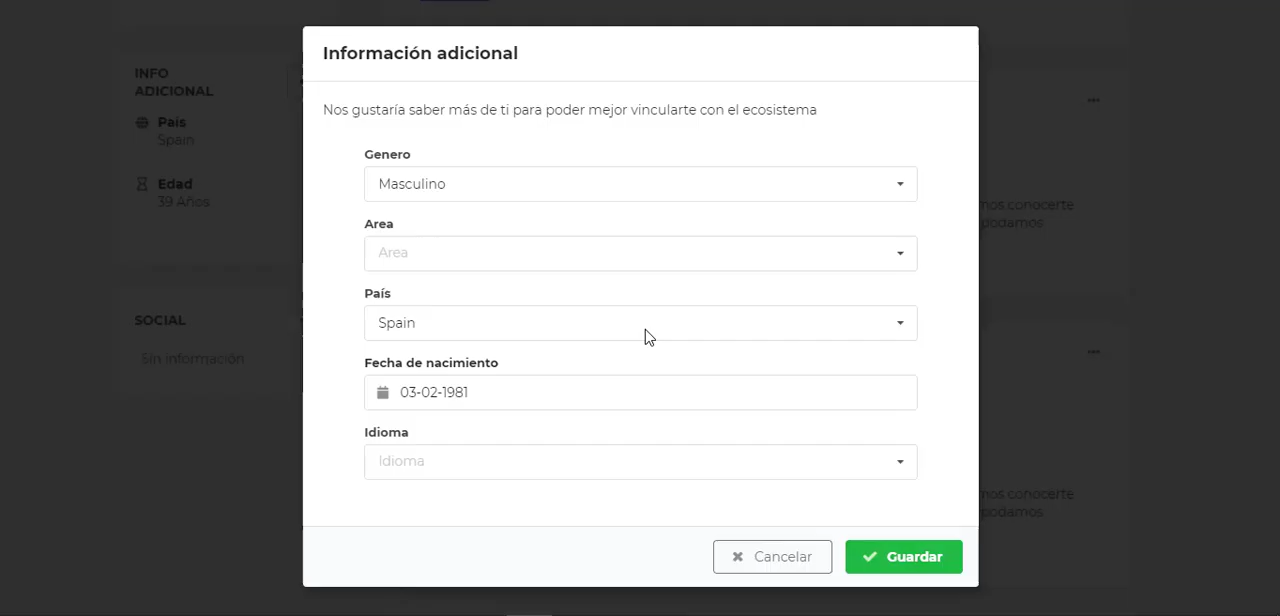 Información adicional
Nos gustaría saber más de ti para poder mejor vincularte con el ecosistema
Genero
Masculino
Area
Area
País
Spain
Fecha de nacimiento
03-02-1981
Idioma
Idioma
Cancelar
Guardar
INFO
ADICIONAL
País
Spain
Edad
39 Años
SOCIAL
Sin información
mos conocerte
podamos
mos conocerte
podamos